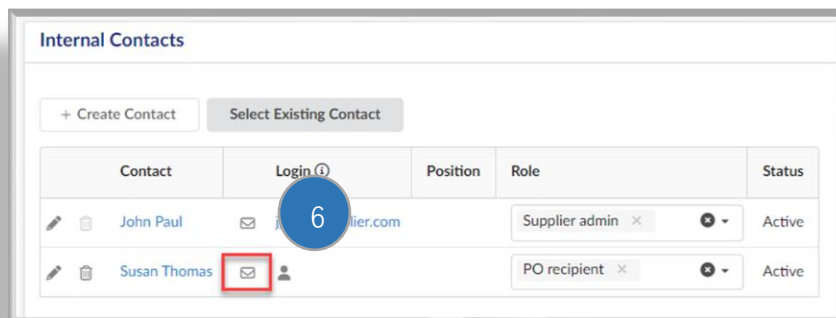 Internal Contacts
+ Create Contact Select Existing Contact
Contact Login Position Role Status
John Paul lier.com Supplier admin × Active
6
Susan Thomas PO recipient × Active